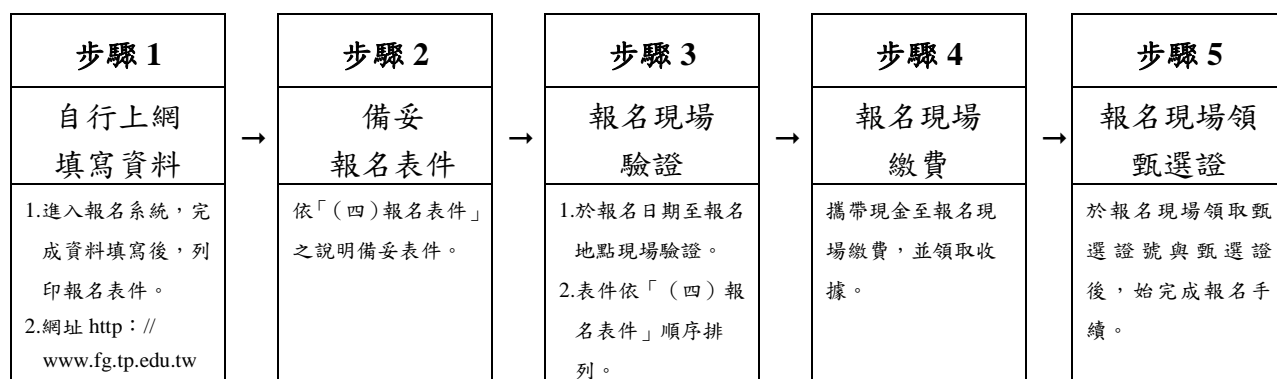 步驟 1
自行上網
填寫資料
1.進入報名系統，完
成資料填寫後，列
印報名表件。
2.網址 http：//
www.fg.tp.edu.tw
→
步驟 2
備妥
報名表件
依「（四）報名表件」
之說明備妥表件。
→
步驟 3
報名現場
驗證
1.於報名日期至報名
地點現場驗證。
2.表件依「（四）報
名表件」順序排
列。
→
步驟 4
報名現場
繳費
攜帶現金至報名現
場繳費，並領取收
據。
→
步驟 5
報名現場領
甄選證
於報名現場領取甄
選證號與甄選證
後，始完成報名手
續。